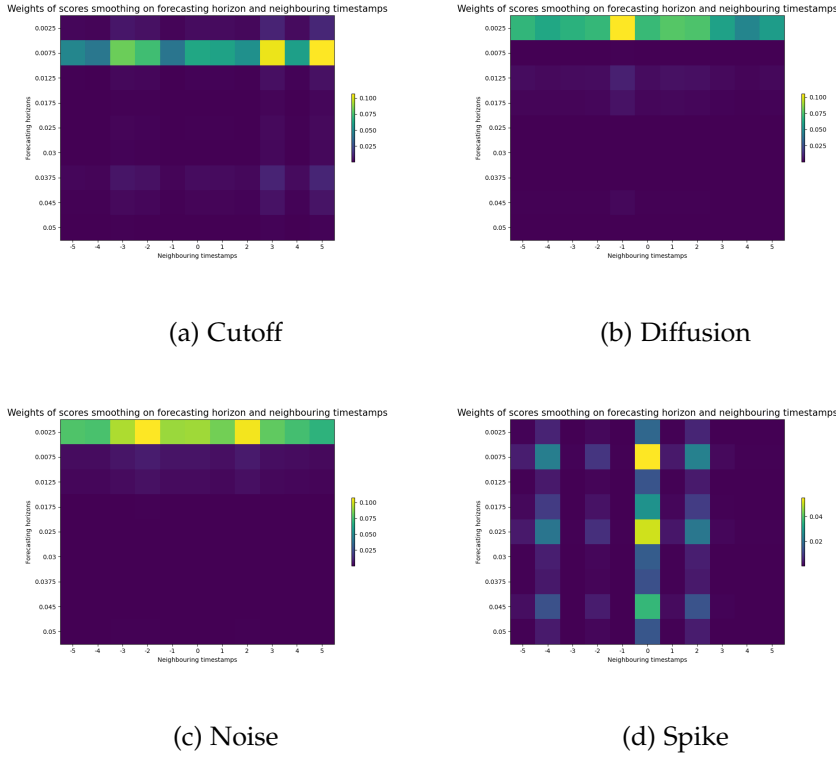 Weights of scores smoothing on forecasting horizon and neighbouring timestamps
Forecasting horizons
0.0025
0.0075
0.0125
0.0175
0.025
0.03
0.0375
0.045
0.05
-5 -4 -3 -2 -1 0 1 2 3 4 5
Neighbouring timestamps
0.100
0.075
0.050
0.025
(a) Cutoff
Weights of scores smoothing on forecasting horizon and neighbouring timestamps
Forecasting horizons
0.0025
0.0075
0.0125
0.0175
0.025
0.03
0.0375
0.045
0.05
-5 -4 -3 -2 -1 0 1 2 3 4 5
Neighbouring timestamps
0.100
0.075
0.050
0.025
(b) Diffusion
Weights of scores smoothing on forecasting horizon and neighbouring timestamps
Forecasting horizons
0.0025
0.0075
0.0125
0.0175
0.025
0.03
0.0375
0.045
0.05
-5 -4 -3 -2 -1 0 1 2 3 4 5
Neighbouring timestamps
0.100
0.075
0.050
0.025
(c) Noise
Weights of scores smoothing on forecasting horizon and neighbouring timestamps
Forecasting horizons
0.0025
0.0075
0.0125
0.0175
0.025
0.03
0.0375
0.045
0.05
-5 -4 -3 -2 -1 0 1 2 3 4 5
Neighbouring timestamps
0.04
0.02
(d) Spike